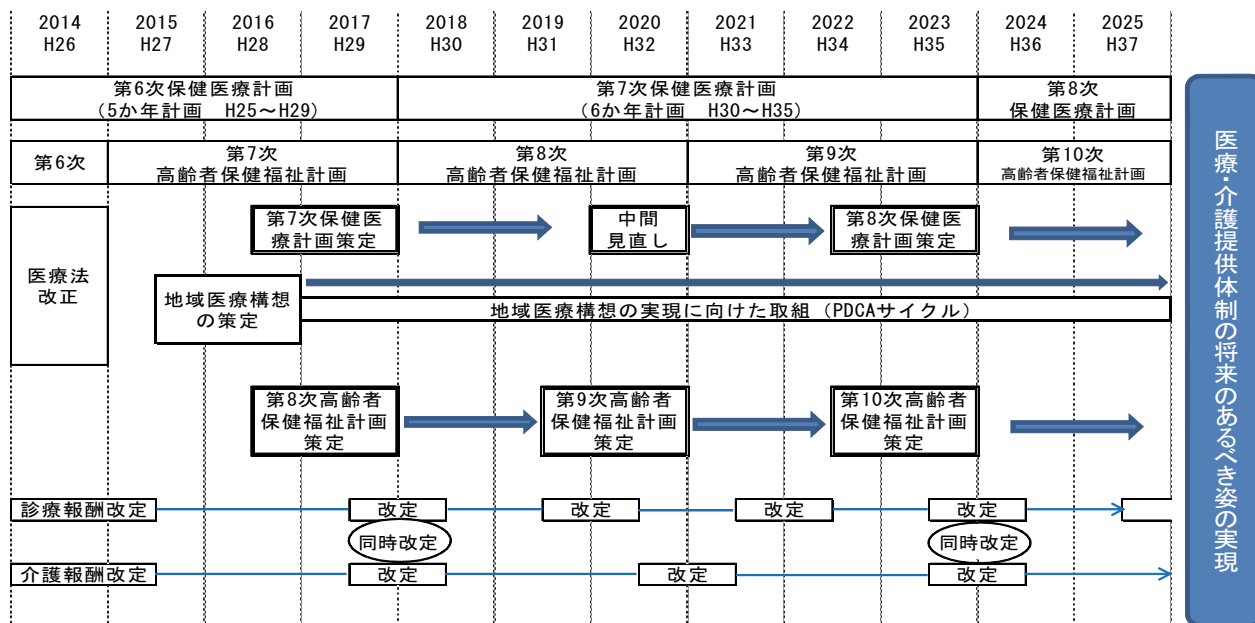 2014 2015 2016 2017 2018 2019 2020 2021 2022 2023 2024 2025
H26 H27 H28 H29 H30 H31 H32 H33 H34 H35 H36 H37
第6次保健医療計画
（5か年計画　H25～H29）
第7次保健医療計画
（6か年計画　H30～H35）
第8次
保健医療計画
第6次
第7次
高齢者保健福祉計画
第8次
高齢者保健福祉計画
第9次
高齢者保健福祉計画
第10次
高齢者保健福祉計画
医療法
改正
第7次保健医
療計画策定
中間
見直し
第8次保健医
療計画策定
地域医療構想
の策定
地域医療構想の実現に向けた取組（PDCAサイクル）
第8次高齢者
保健福祉計画
策定
第9次高齢者
保健福祉計画
策定
第10次高齢者
保健福祉計画
策定
診療報酬改定
改定
改定
改定
改定
同時改定
同時改定
介護報酬改定
改定
改定
改定
医療・介護提供体制の将来のあるべき姿の実現